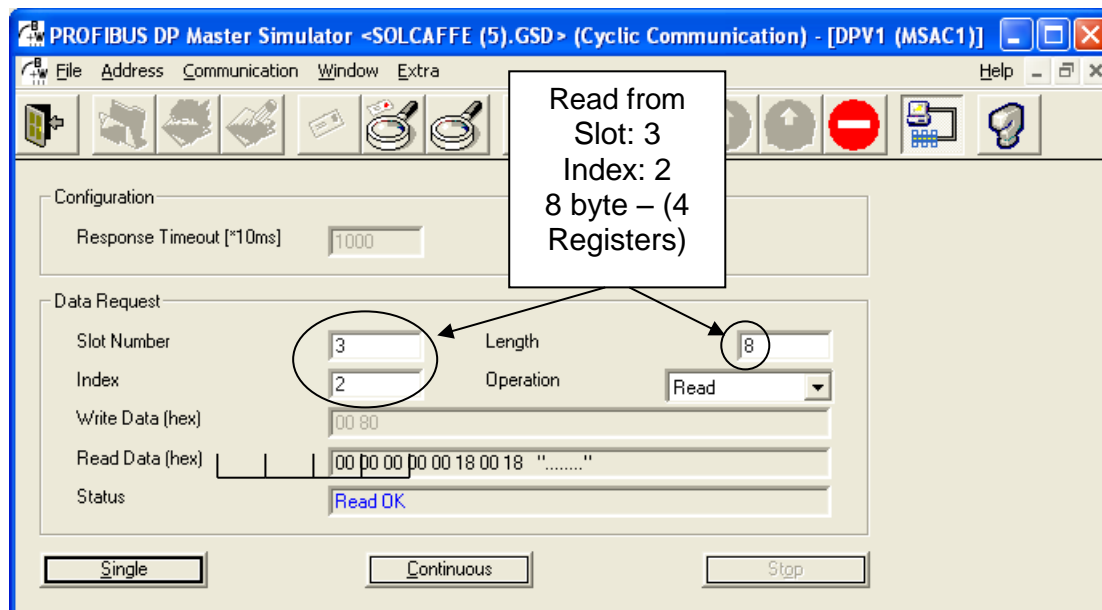 PROFIBUS DP Master Simulator <SOLCAFFE (5).GSD> (Cyclic Communication) - [DPV1 (MSAC1)]
File Address Communication Window Extra Help
Read from
Slot: 3
Index: 2
8 byte – (4
Registers)
Configuration
Response Timeout [*10ms] 1000
Data Request
Slot Number 3 Length 8
Index 2 Operation Read
Write Data (hex) 00 80
Read Data (hex) 00 00 00 00 00 18 00 18 "........"
Status Read OK
Single Continuous Stop